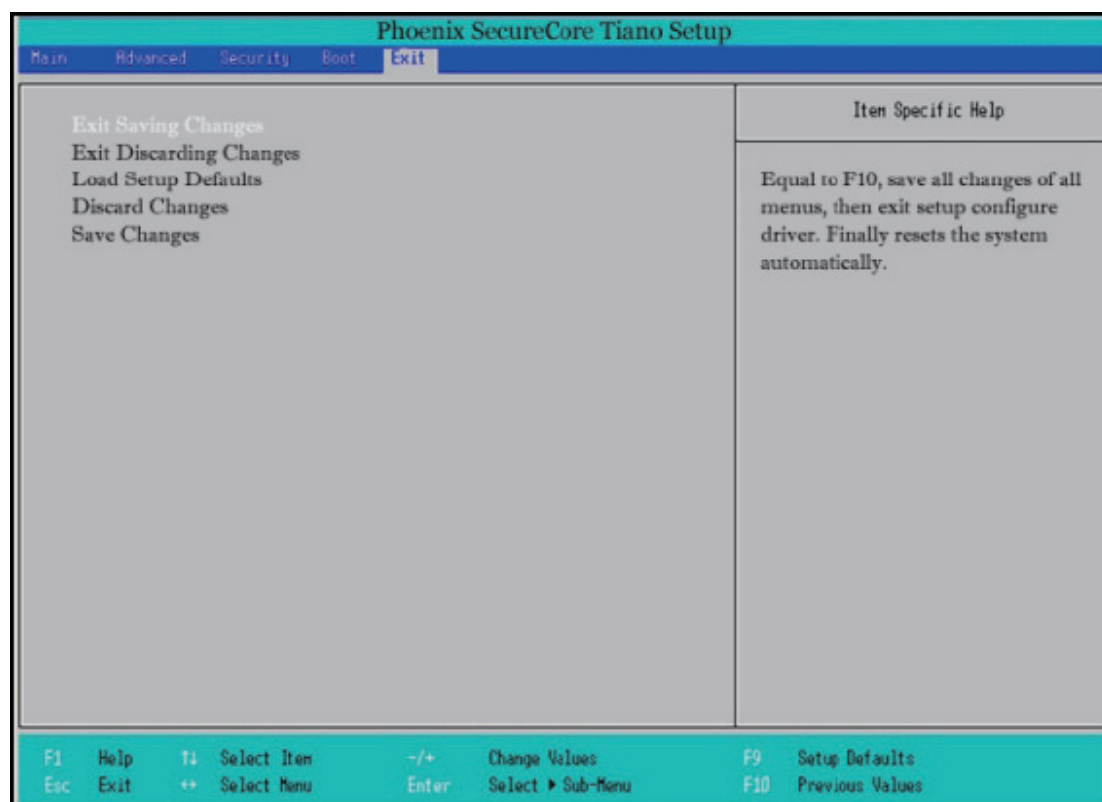 Phoenix SecureCore Tiano Setup
Main Advanced Security Boot Exit
Exit Saving Changes
Exit Discarding Changes
Load Setup Defaults
Discard Changes
Save Changes
Item Specific Help
Equal to F10, save all changes of all
menus, then exit setup configure
driver. Finally resets the system
automatically.
F1 Help ↑↓ Select Item -/+ Change Values F9 Setup Defaults
Esc Exit ↔ Select Menu Enter Select ▶ Sub-Menu F10 Previous Values